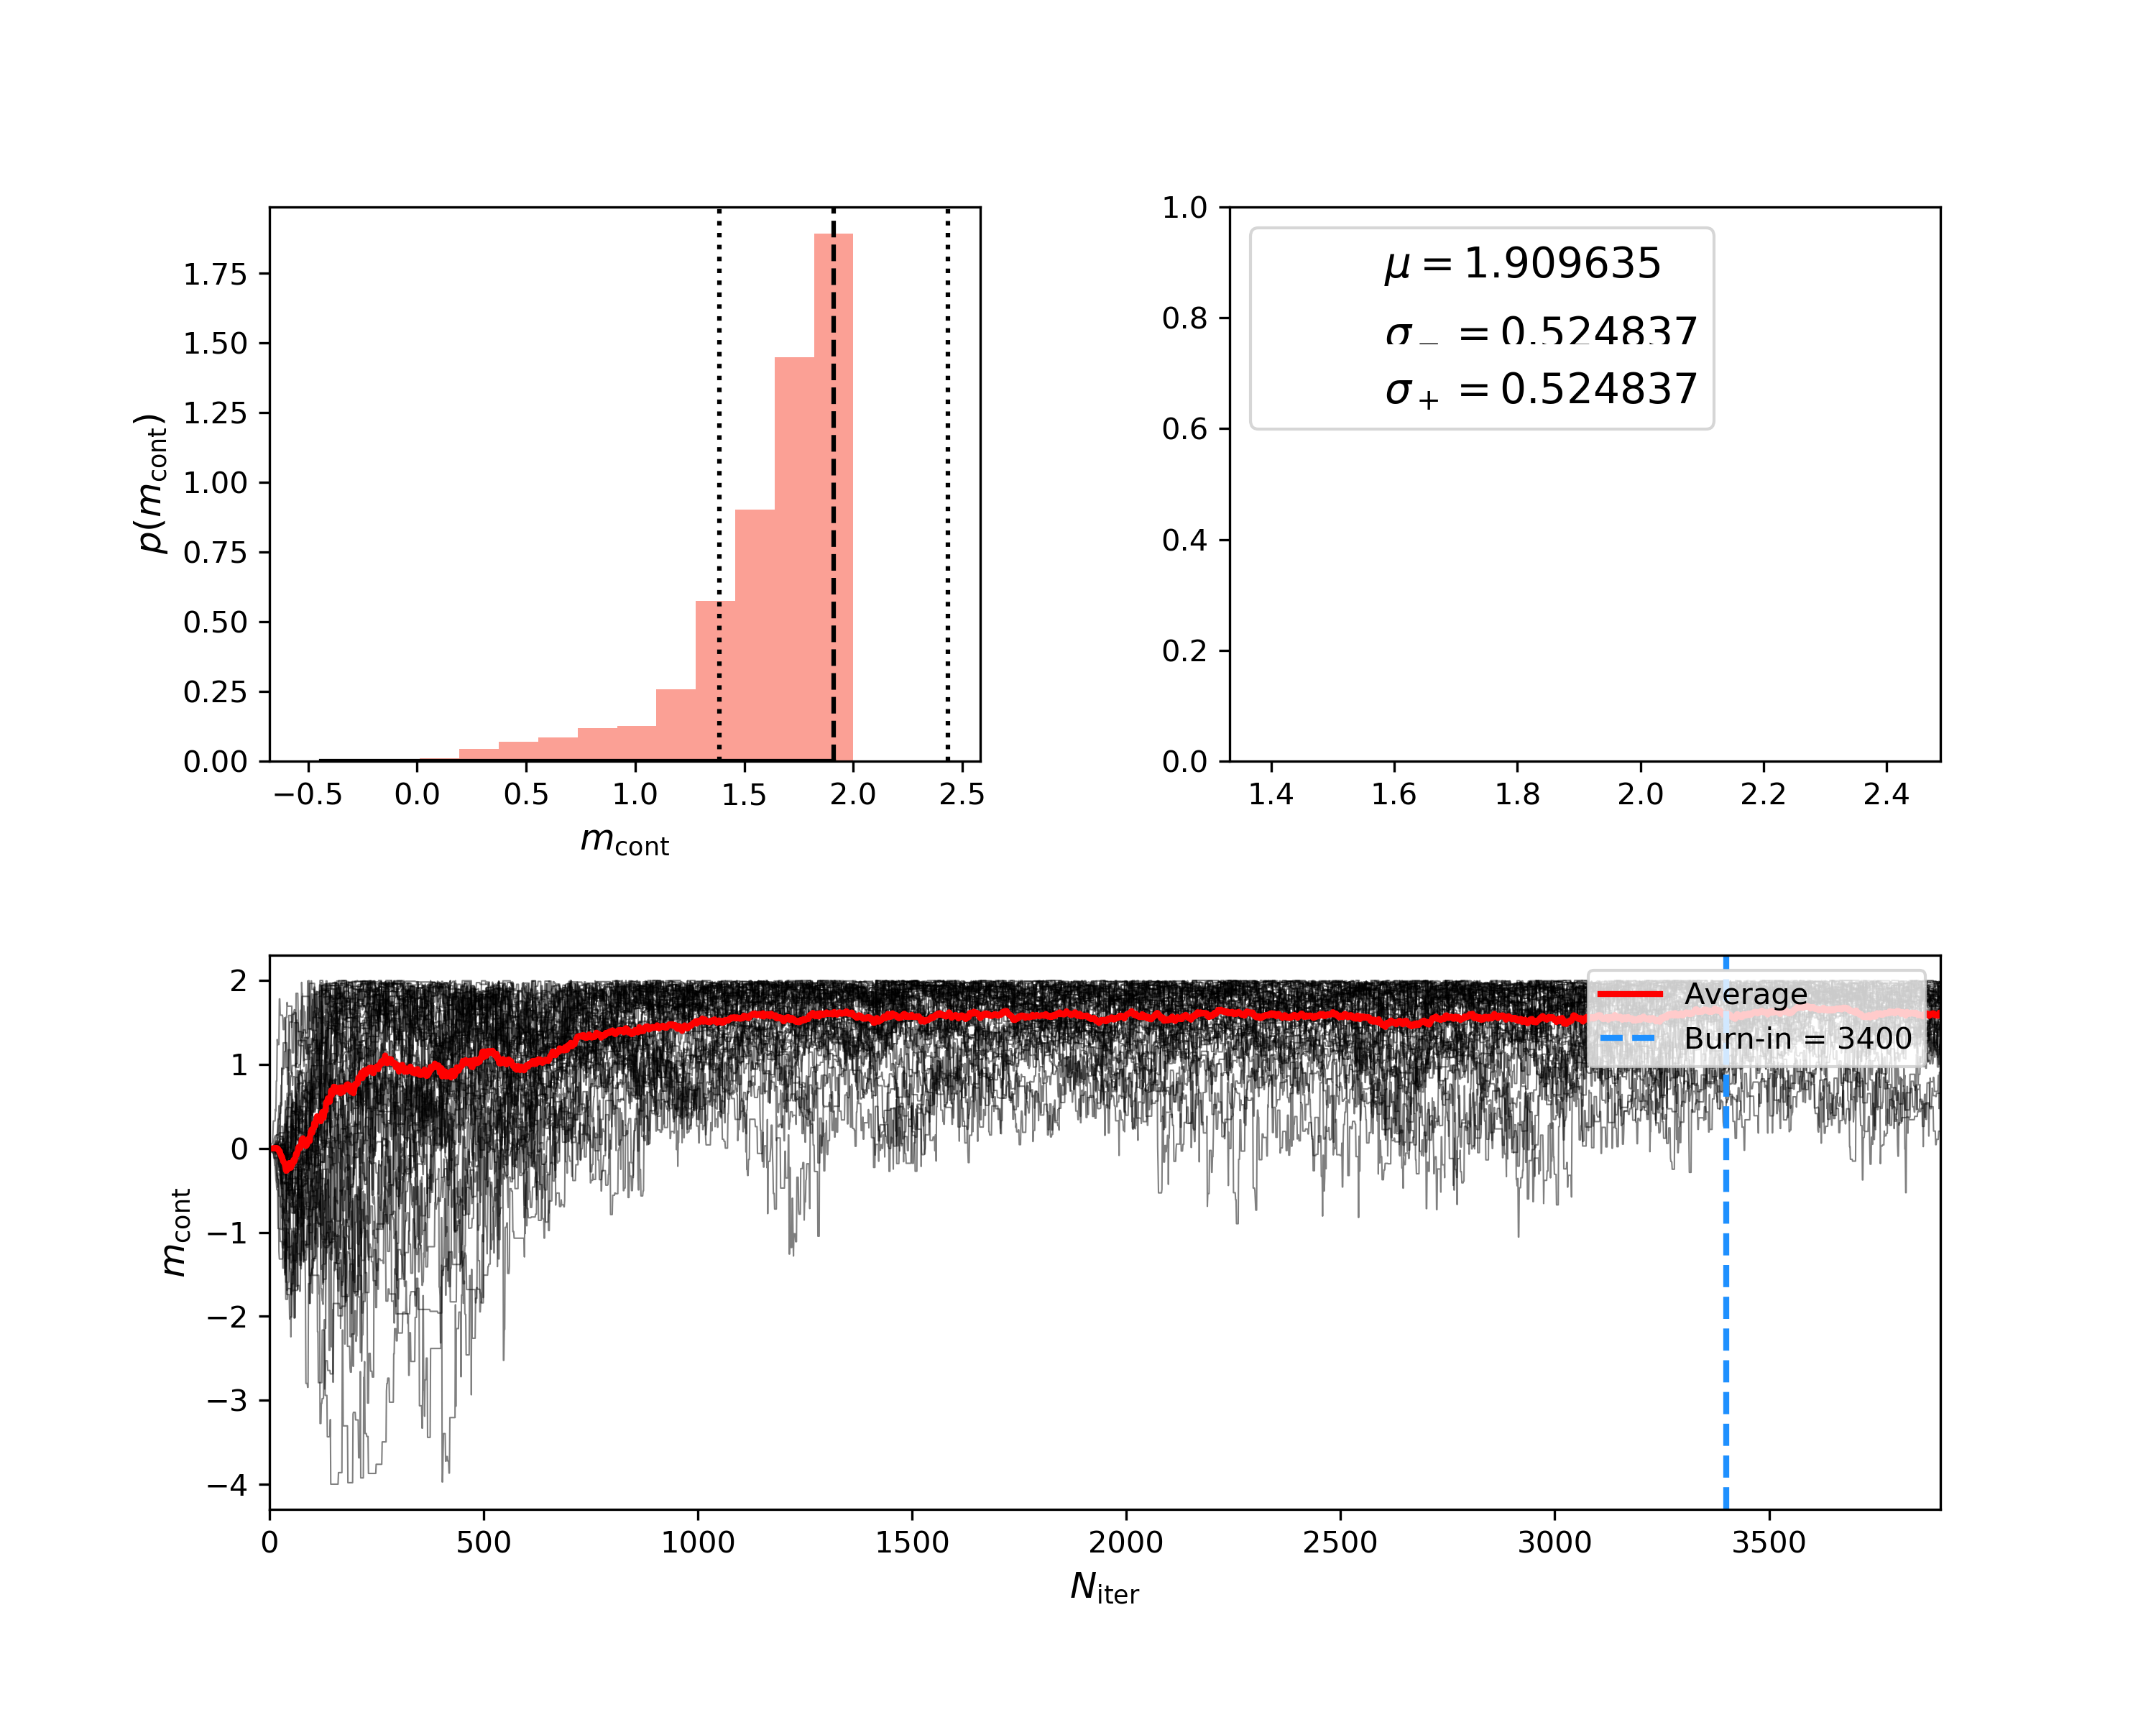 p(m_cont)
1.75
1.50
1.25
1.00
0.75
0.50
0.25
0.00
−0.5 0.0 0.5 1.0 1.5 2.0 2.5
m_cont
1.0
0.8
0.6
0.4
0.2
0.0
μ = 1.909635
σ_− = 0.524837
σ_+ = 0.524837
1.4 1.6 1.8 2.0 2.2 2.4
m_cont
2
1
0
−1
−2
−3
−4
Average
Burn-in = 3400
0 500 1000 1500 2000 2500 3000 3500
N_iter